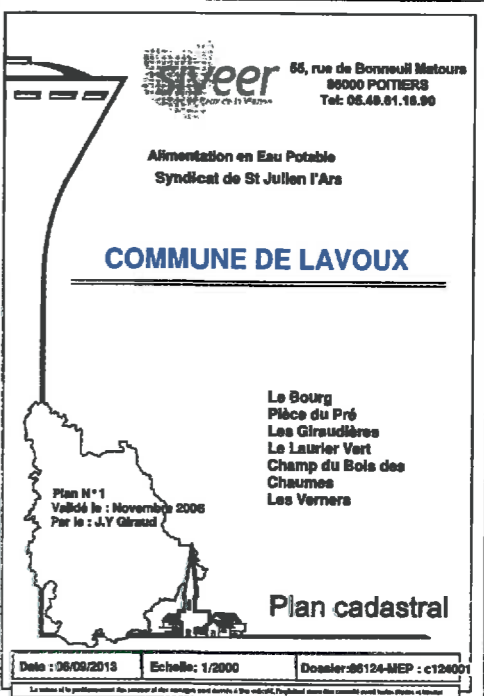 siveer
55, rue de Bonneuil Matours
86000 POITIERS
Tel: 05.49.61.16.90
Alimentation en Eau Potable
Syndicat de St Julien l'Ars
COMMUNE DE LAVOUX
Le Bourg
Pièce du Pré
Les Giraudières
Le Laurier Vert
Champ du Bois des
Chaumes
Les Verners
Plan N°1
Validé le : Novembre 2006
Par le : J.Y Giraud
Plan cadastral
Date : 06/09/2013
Echelle: 1/2000
Dossier:86124-MEP : c124001